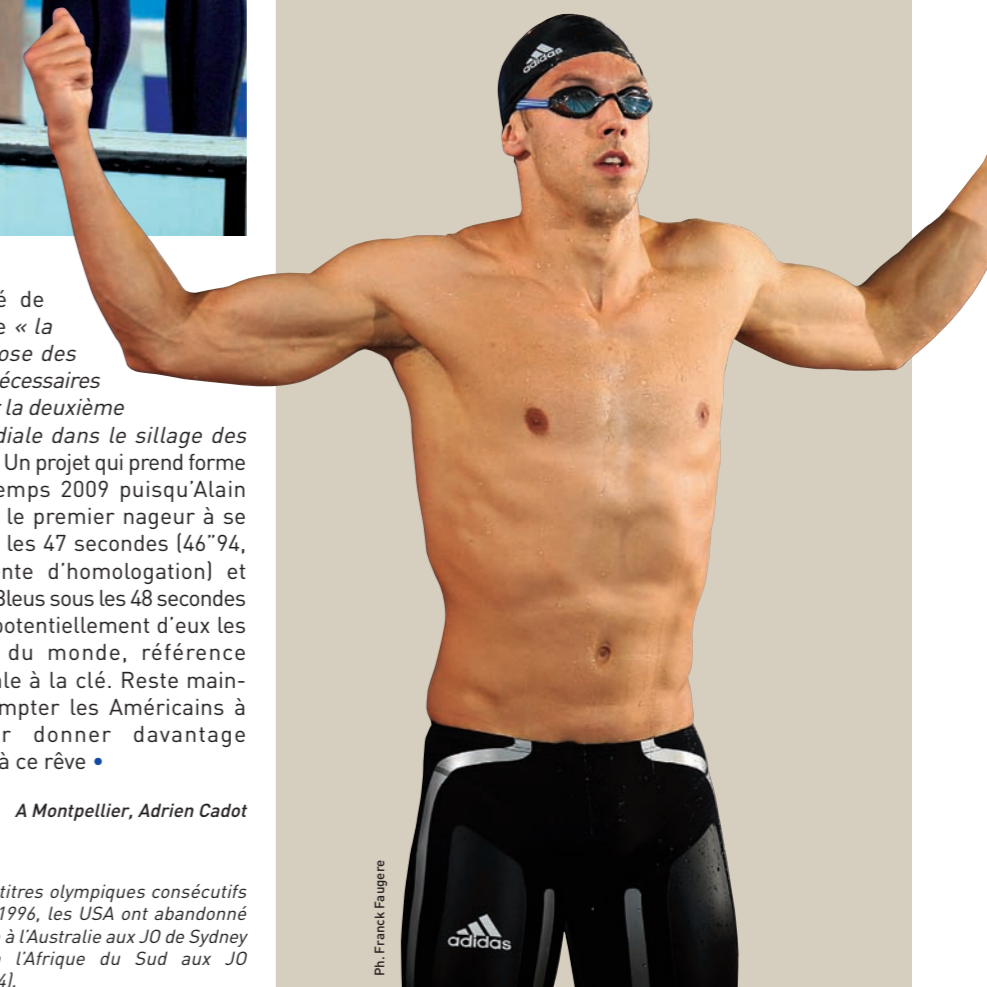 é de
e « la
ose des
écessaires
r la deuxième
diale dans le sillage des
Un projet qui prend forme
emps 2009 puisqu’Alain
le premier nageur à se
les 47 secondes (46”94,
nte d’homologation) et
Bleus sous les 48 secondes
potentiellement d’eux les
du monde, référence
ale à la clé. Reste main-
mpter les Américains à
r donner davantage
à ce rêve •
A Montpellier, Adrien Cadot
titres olympiques consécutifs
1996, les USA ont abandonné
à l’Australie aux JO de Sydney
l’Afrique du Sud aux JO
4).
adidas
adidas
Ph. Franck Faugere